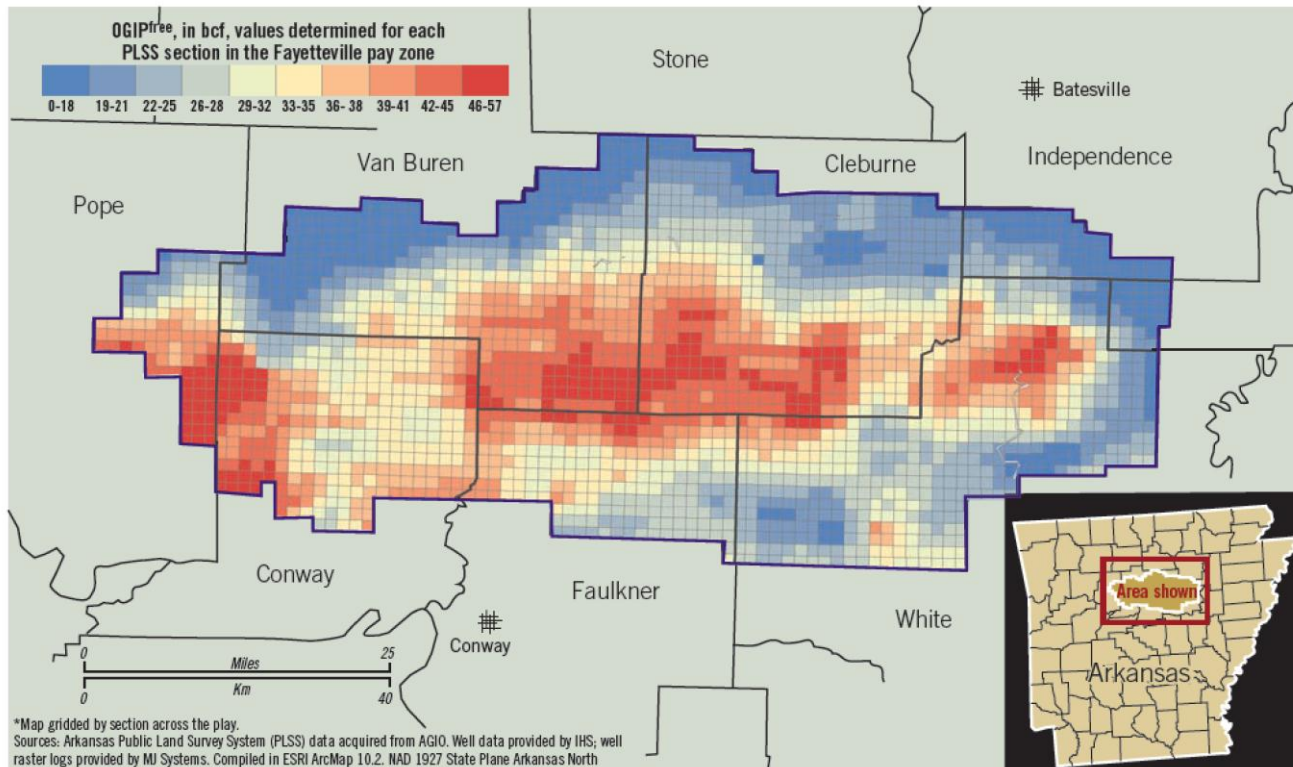 OGIPfree, in bcf, values determined for each
PLSS section in the Fayetteville pay zone
0-18 19-21 22-25 26-28 29-32 33-35 36- 38 39-41 42-45 46-57
Stone
Batesville
Van Buren
Cleburne
Independence
Pope
Conway
Faulkner
White
Conway
0 25
Miles
Km
0 40
Area shown
Arkansas
*Map gridded by section across the play.
Sources: Arkansas Public Land Survey System (PLSS) data acquired from AGIO. Well data provided by IHS; well
raster logs provided by MJ Systems. Compiled in ESRI ArcMap 10.2. NAD 1927 State Plane Arkansas North